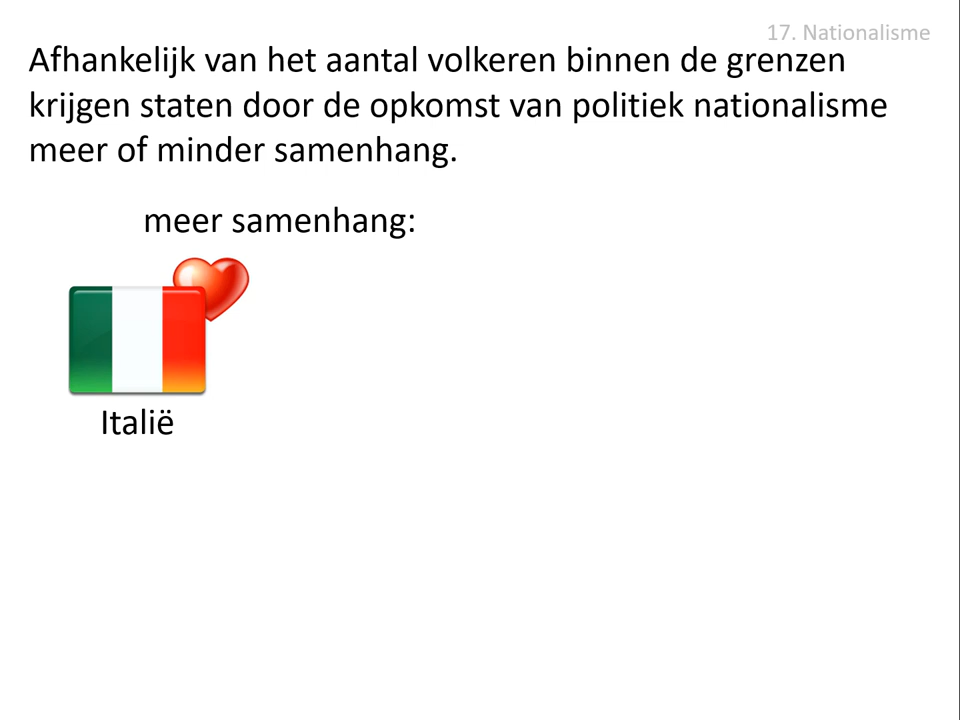 17. Nationalisme
Afhankelijk van het aantal volkeren binnen de grenzen
krijgen staten door de opkomst van politiek nationalisme
meer of minder samenhang.
meer samenhang:
Italië